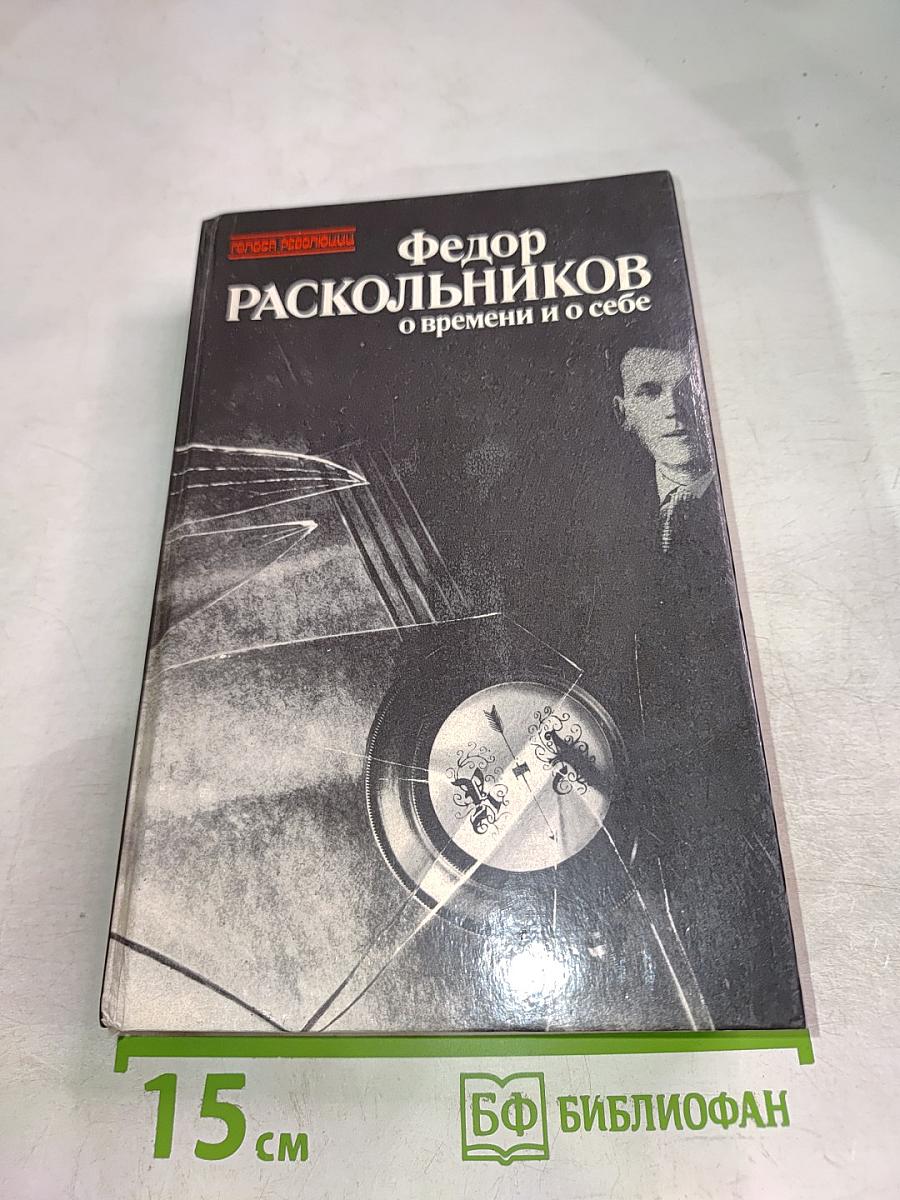 ГОЛОСА РЕВОЛЮЦИИ
Федор
РАСКОЛЬНИКОВ
о времени и о себе
15 см
БФ БИБЛИОФАН